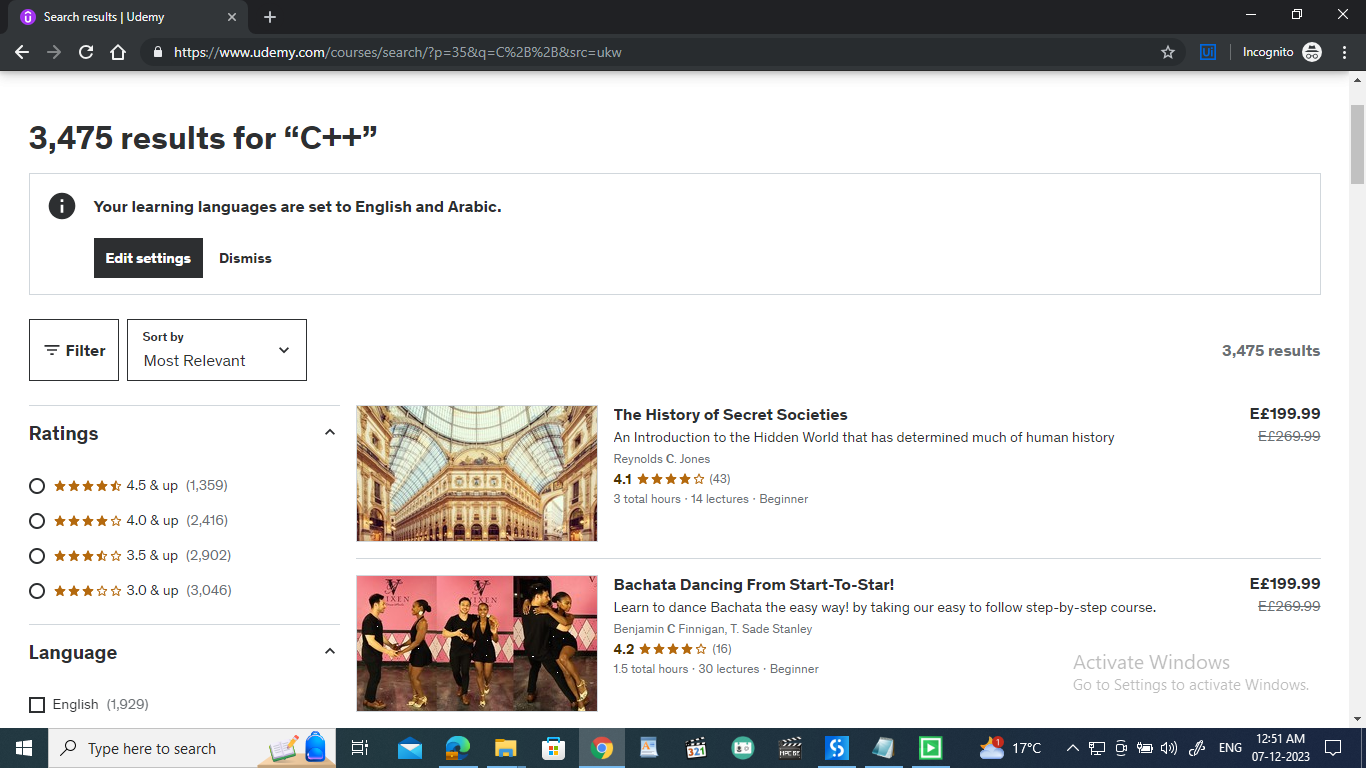 Search results | Udemy
https://www.udemy.com/courses/search/?p=35&q=C%2B%2B&src=ukw
Incognito
3,475 results for “C++”
Your learning languages are set to English and Arabic.
Edit settings
Dismiss
Filter
Sort by
Most Relevant
3,475 results
Ratings
4.5 & up (1,359)
4.0 & up (2,416)
3.5 & up (2,902)
3.0 & up (3,046)
Language
English (1,929)
The History of Secret Societies
E£199.99
An Introduction to the Hidden World that has determined much of human history
E£269.99
Reynolds C. Jones
4.1 (43)
3 total hours · 14 lectures · Beginner
Bachata Dancing From Start-To-Star!
E£199.99
Learn to dance Bachata the easy way! by taking our easy to follow step-by-step course.
E£269.99
Benjamin C Finnigan, T. Sade Stanley
4.2 (16)
1.5 total hours · 30 lectures · Beginner
Activate Windows
Go to Settings to activate Windows.
Type here to search
321
17°C
ENG
12:51 AM
07-12-2023